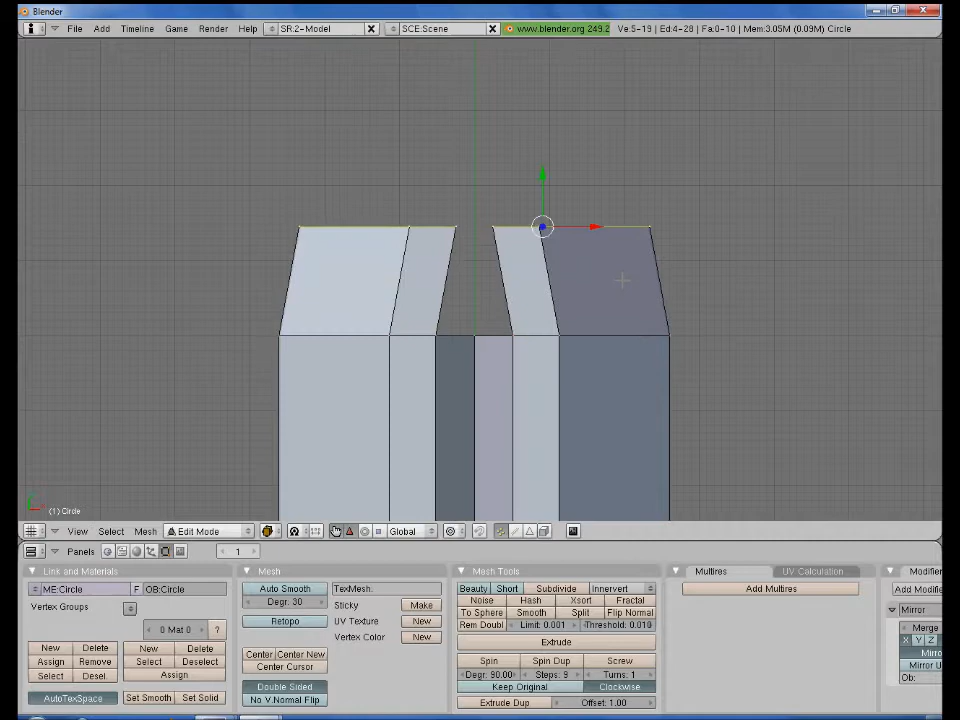 Blender
File Add Timeline Game Render Help SR:2-Model SCE:Scene www.blender.org 249.2 Ve:5-19 | Ed:4-28 | Fa:0-10 | Mem:3.05M (0.09M) Circle
(1) Circle
View Select Mesh Edit Mode Global
Panels 1
Link and Materials Mesh Mesh Tools Multires UV Calculation Modifier
ME:Circle F OB:Circle Auto Smooth TexMesh: Beauty Short Subdivide Innervert Add Multires Add Modifi
Degr: 30 Sticky Make Noise Hash Xsort Fractal
Vertex Groups Retopo UV Texture New To Sphere Smooth Split Flip Normal Mirror
0 Mat 0 ? Vertex Color New Rem Doubl Limit: 0.001 Threshold: 0.010 Merge
X Y Z
New Delete New Delete Center Center New Extrude Mirro
Assign Remove Select Deselect Center Cursor Spin Spin Dup Screw Mirror U
Select Desel. Assign Degr: 90.00 Steps: 9 Turns: 1 Ob:
Double Sided Keep Original Clockwise
AutoTexSpace Set Smooth Set Solid No V.Normal Flip Extrude Dup Offset: 1.00